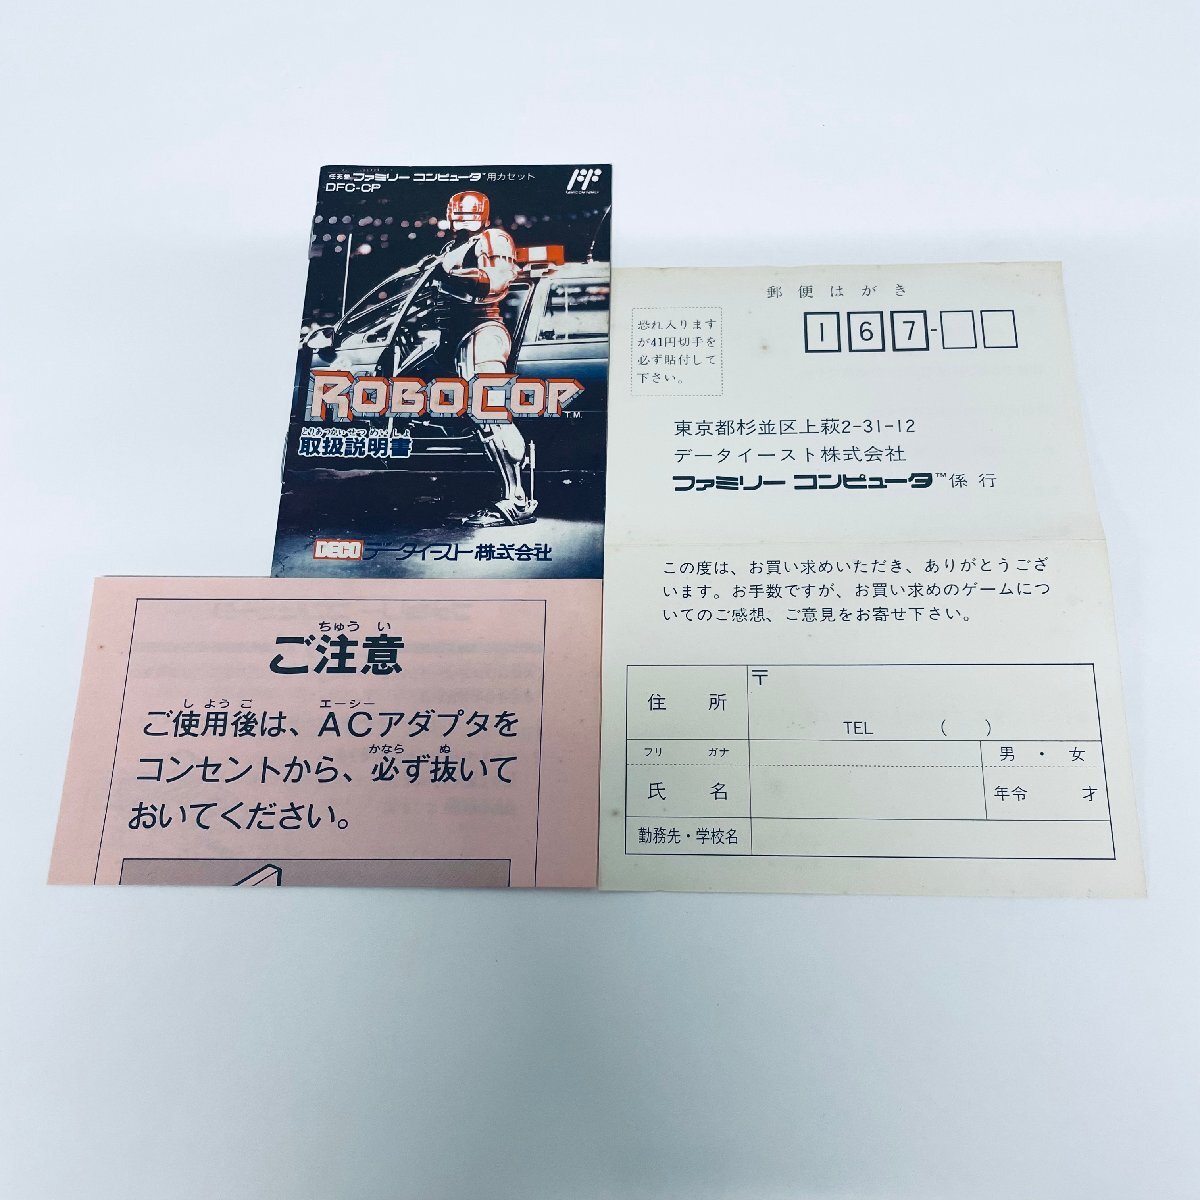 任天堂 ファミリー コンピュータ™用カセット
DFC-CP
FF
ROBOCOP
T.M.
とりあつかいせつめいしょ
取扱説明書
DECO データイースト株式会社
ちゅう い
ご注意
し よう ご エーシー
ご使用後は、ACアダプタを
かなら ぬ
コンセントから、必ず抜いて
おいてください。
郵便はがき
恐れ入ります
が41円切手を
必ず貼付して
下さい。
167-
東京都杉並区上萩2-31-12
データイースト株式会社
ファミリー コンピュータ™係 行
この度は、お買い求めいただき、ありがとうござ
います。お手数ですが、お買い求めのゲームにつ
いてのご感想、ご意見をお寄せ下さい。
住 所 〒
TEL ( )
フリ ガナ 男・女
氏 名 年令 才
勤務先・学校名